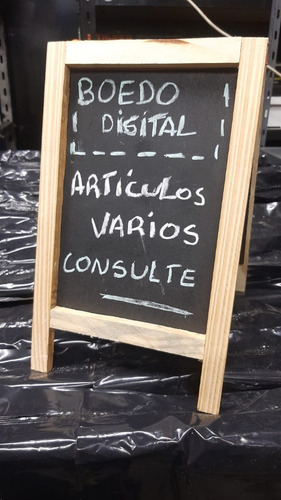 BOEDO
DIGITAL
ARTÍCULOS
VARIOS
CONSULTE